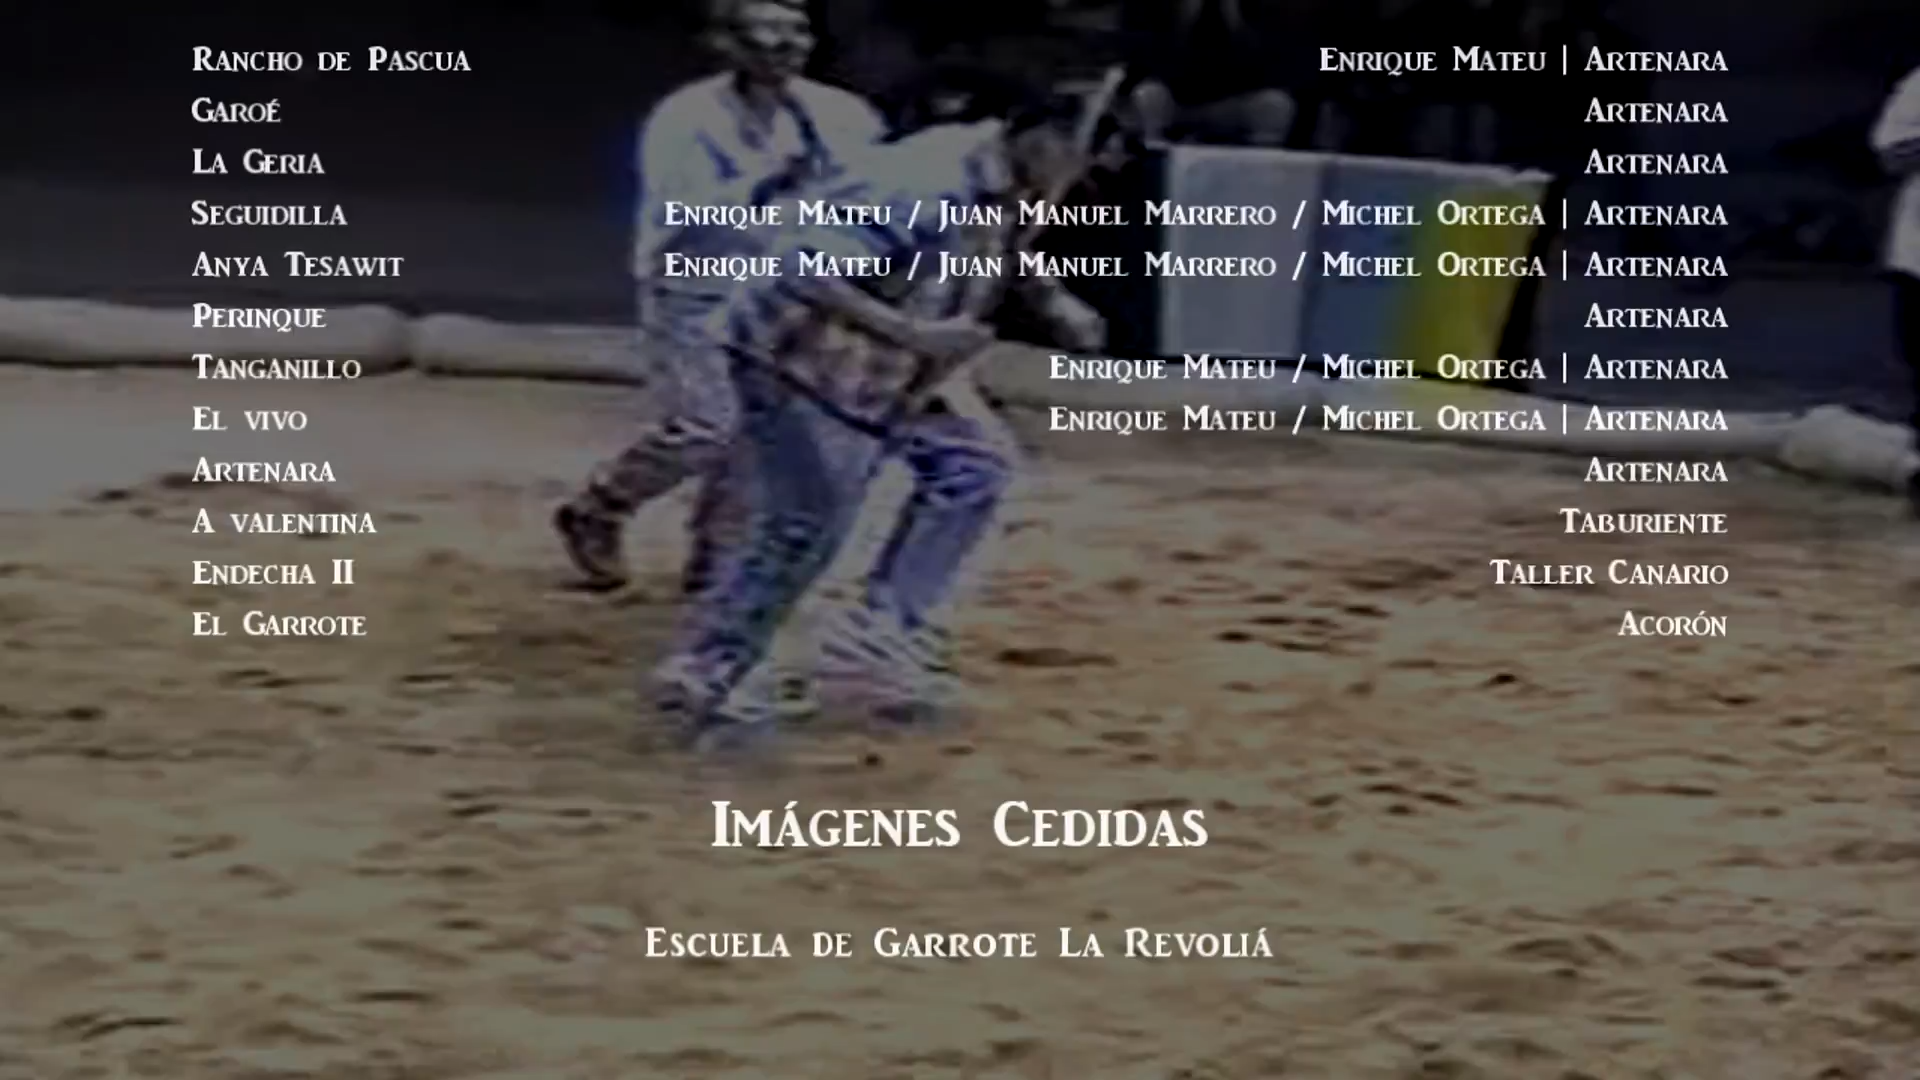 Rancho de Pascua Enrique Mateu | Artenara
Garoé Artenara
La Geria Artenara
Seguidilla Enrique Mateu / Juan Manuel Marrero / Michel Ortega | Artenara
Anya Tesawit Enrique Mateu / Juan Manuel Marrero / Michel Ortega | Artenara
Perinque Artenara
Tanganillo Enrique Mateu / Michel Ortega | Artenara
El vivo Enrique Mateu / Michel Ortega | Artenara
Artenara Artenara
A valentina Taburiente
Endecha II Taller Canario
El Garrote Acorón
Imágenes Cedidas
Escuela de Garrote La Revoliá